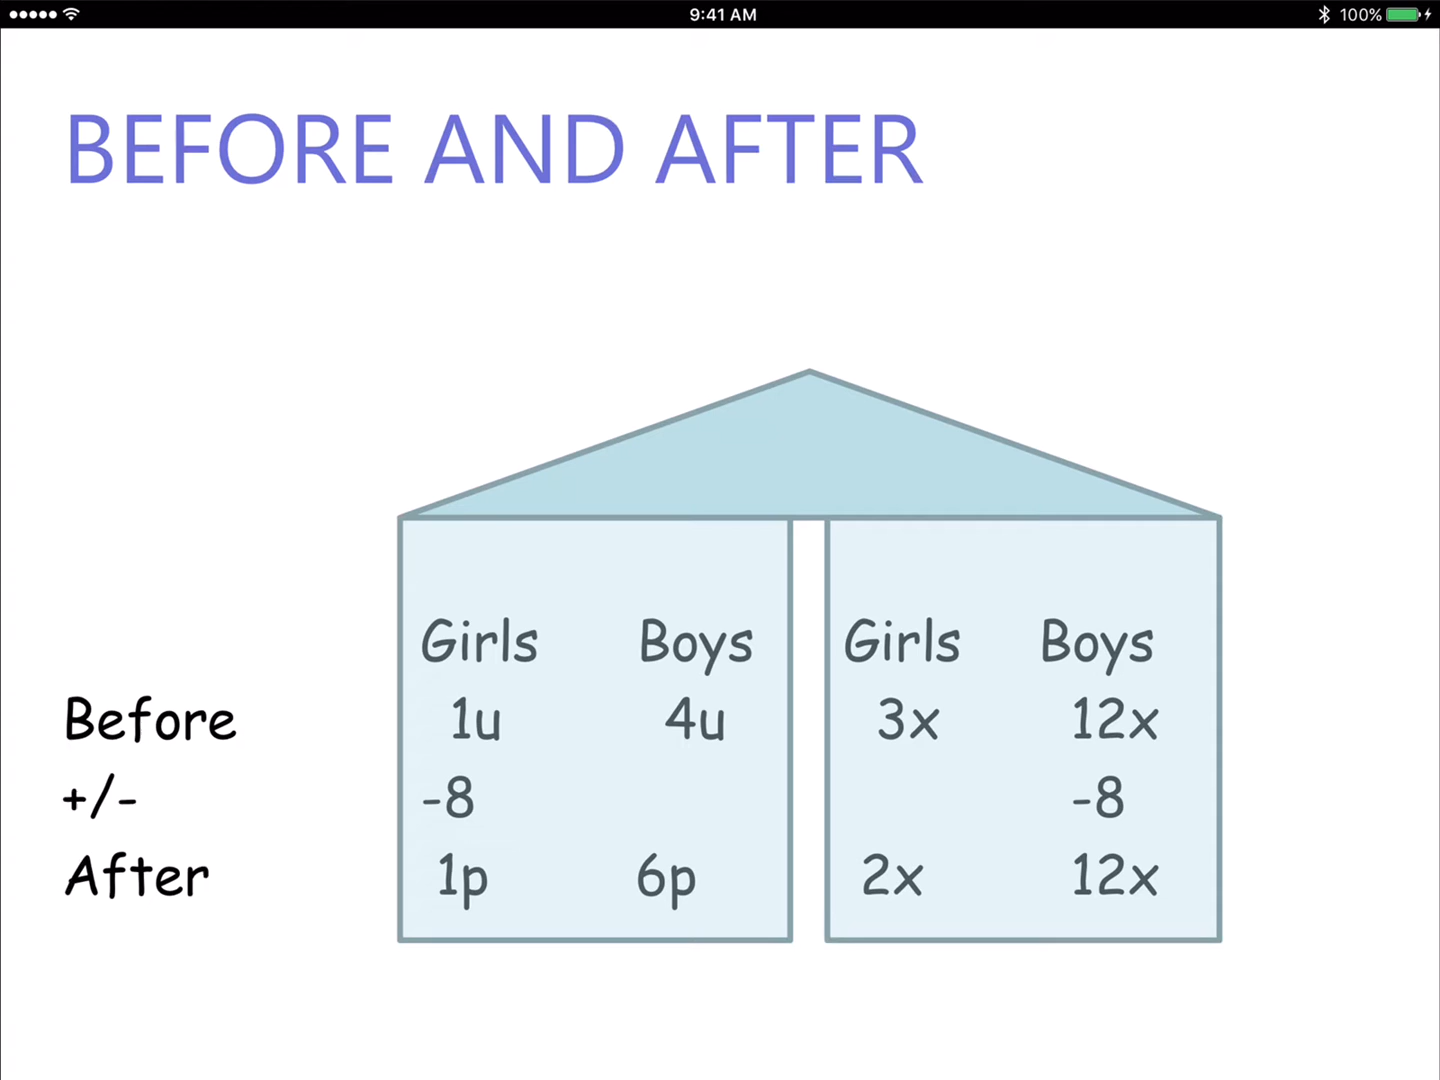 9:41 AM 100%
BEFORE AND AFTER
Girls Boys Girls Boys
Before 1u 4u 3x 12x
+/- -8 -8
After 1p 6p 2x 12x